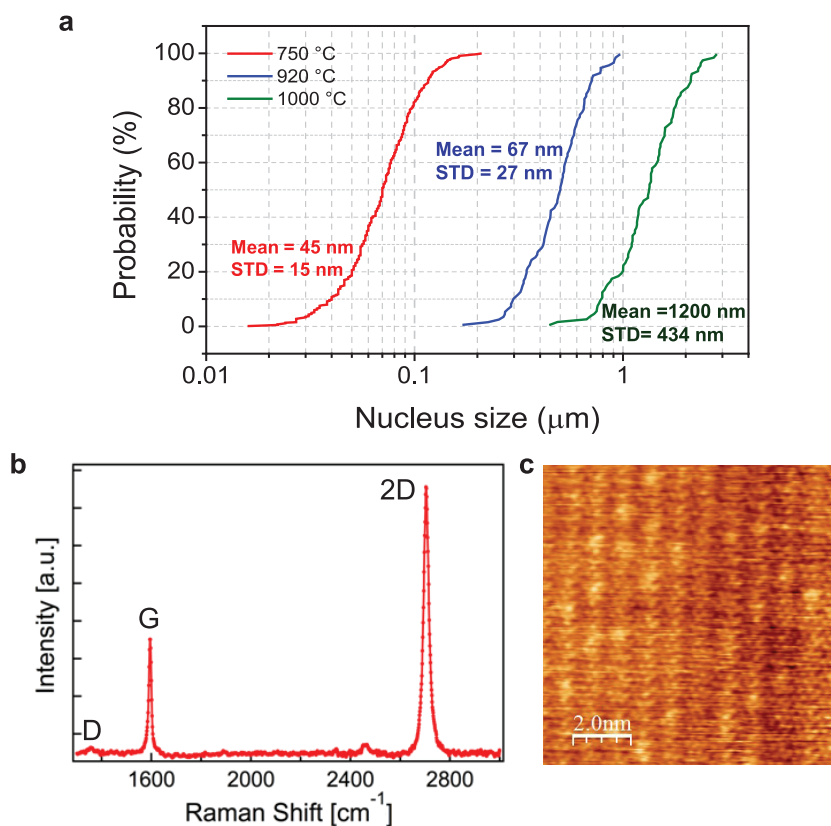 a
100
80
60
40
20
0
Probability (%)
750 °C
920 °C
1000 °C
Mean = 67 nm
STD = 27 nm
Mean = 45 nm
STD = 15 nm
Mean =1200 nm
STD= 434 nm
0.01
0.1
1
Nucleus size (μm)
b
Intensity [a.u.]
D
G
2D
1600
2000
2400
2800
Raman Shift [cm⁻¹]
c
2.0nm